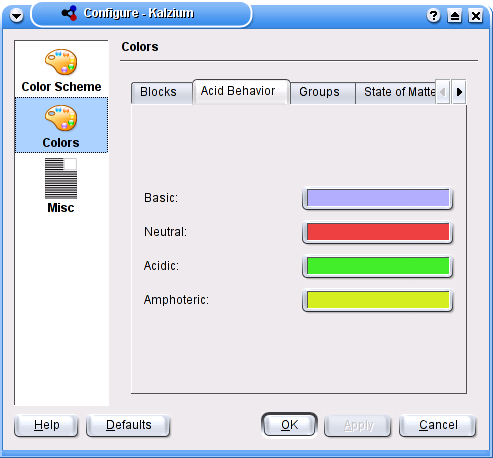 Configure - Kalzium
Color Scheme
Colors
Misc
Colors
Blocks Acid Behavior Groups State of Matte
Basic:
Neutral:
Acidic:
Amphoteric:
Help Defaults OK Apply Cancel